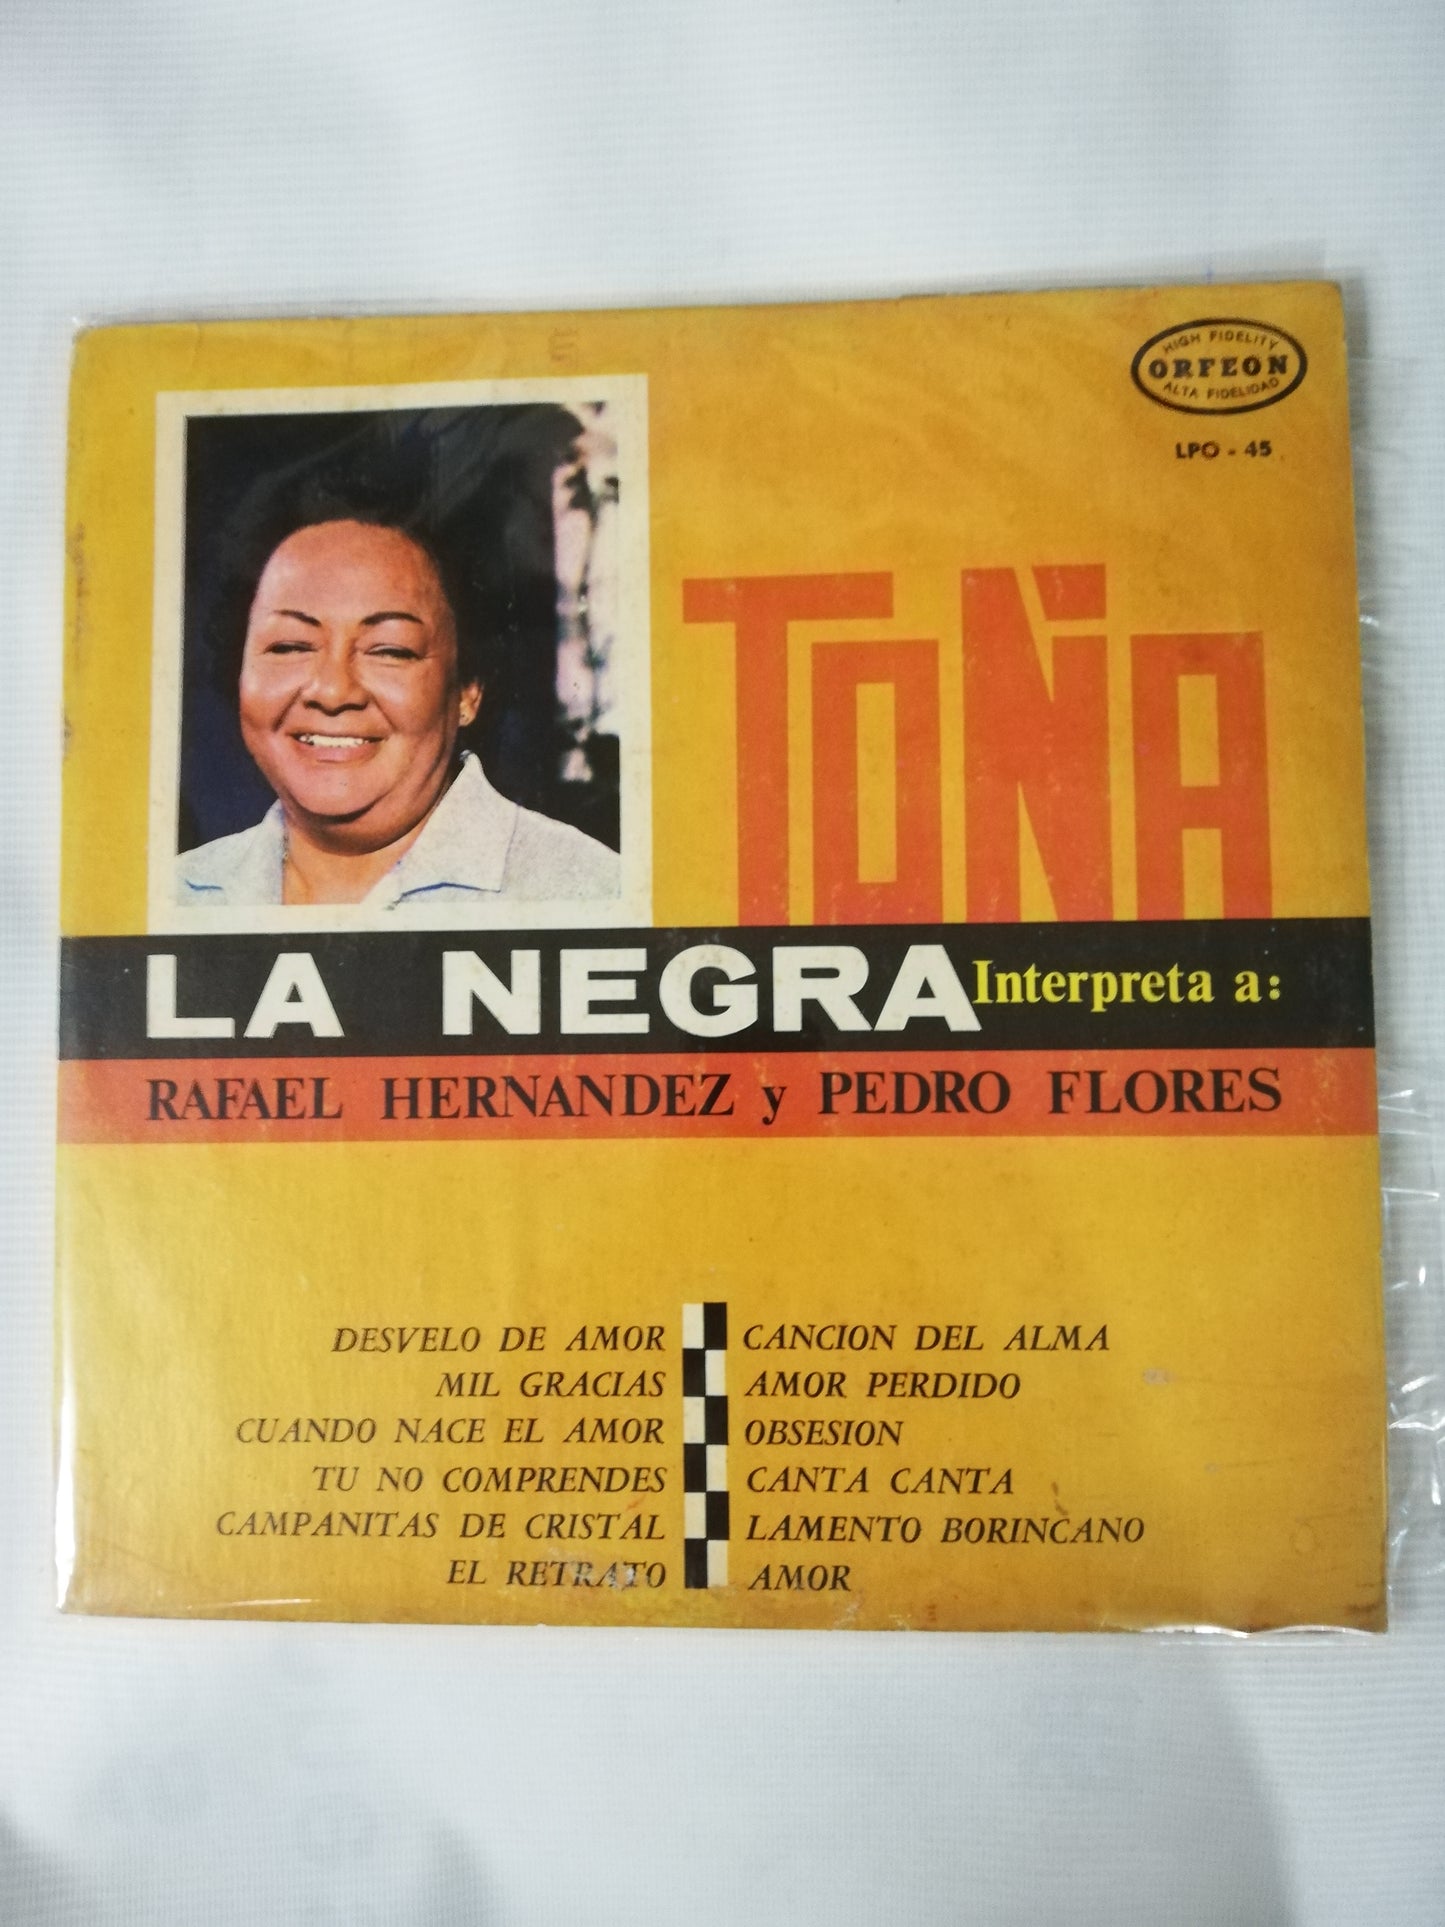 HIGH FIDELITY
ORFEON
ALTA FIDELIDAD
LPO - 45
TOÑA
LA NEGRA Interpreta a:
RAFAEL HERNANDEZ y PEDRO FLORES
DESVELO DE AMOR
MIL GRACIAS
CUANDO NACE EL AMOR
TU NO COMPRENDES
CAMPANITAS DE CRISTAL
EL RETRATO
CANCION DEL ALMA
AMOR PERDIDO
OBSESION
CANTA CANTA
LAMENTO BORINCANO
AMOR